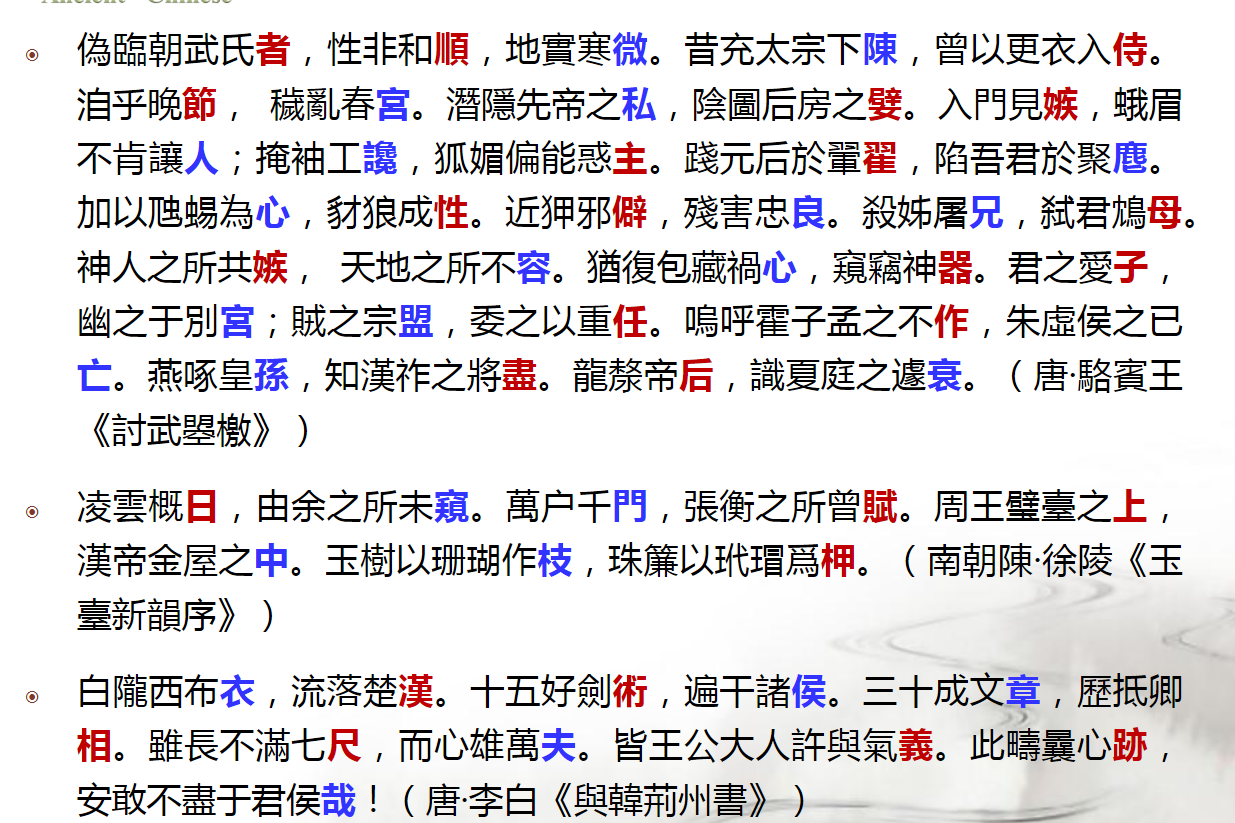 Ancient Chinese
偽臨朝武氏者，性非和順，地實寒微。昔充太宗下陳，曾以更衣入侍。
洎乎晚節， 穢亂春宮。潛隱先帝之私，陰圖后房之嬖。入門見嫉，蛾眉
不肯讓人；掩袖工讒，狐媚偏能惑主。踐元后於翬翟，陷吾君於聚麀。
加以虺蜴為心，豺狼成性。近狎邪僻，殘害忠良。殺姊屠兄，弒君鴆母。
神人之所共嫉， 天地之所不容。猶復包藏禍心，窺竊神器。君之愛子，
幽之于別宮；賊之宗盟，委之以重任。嗚呼霍子孟之不作，朱虛侯之已
亡。燕啄皇孫，知漢祚之將盡。龍漦帝后，識夏庭之遽衰。（唐·駱賓王
《討武曌檄》）
凌雲概日，由余之所未窺。萬户千門，張衡之所曾賦。周王璧臺之上，
漢帝金屋之中。玉樹以珊瑚作枝，珠簾以玳瑁爲柙。（南朝陳·徐陵《玉
臺新韻序》）
白隴西布衣，流落楚漢。十五好劍術，遍干諸侯。三十成文章，歷抵卿
相。雖長不滿七尺，而心雄萬夫。皆王公大人許與氣義。此疇曩心跡，
安敢不盡于君侯哉！（唐·李白《與韓荊州書》）